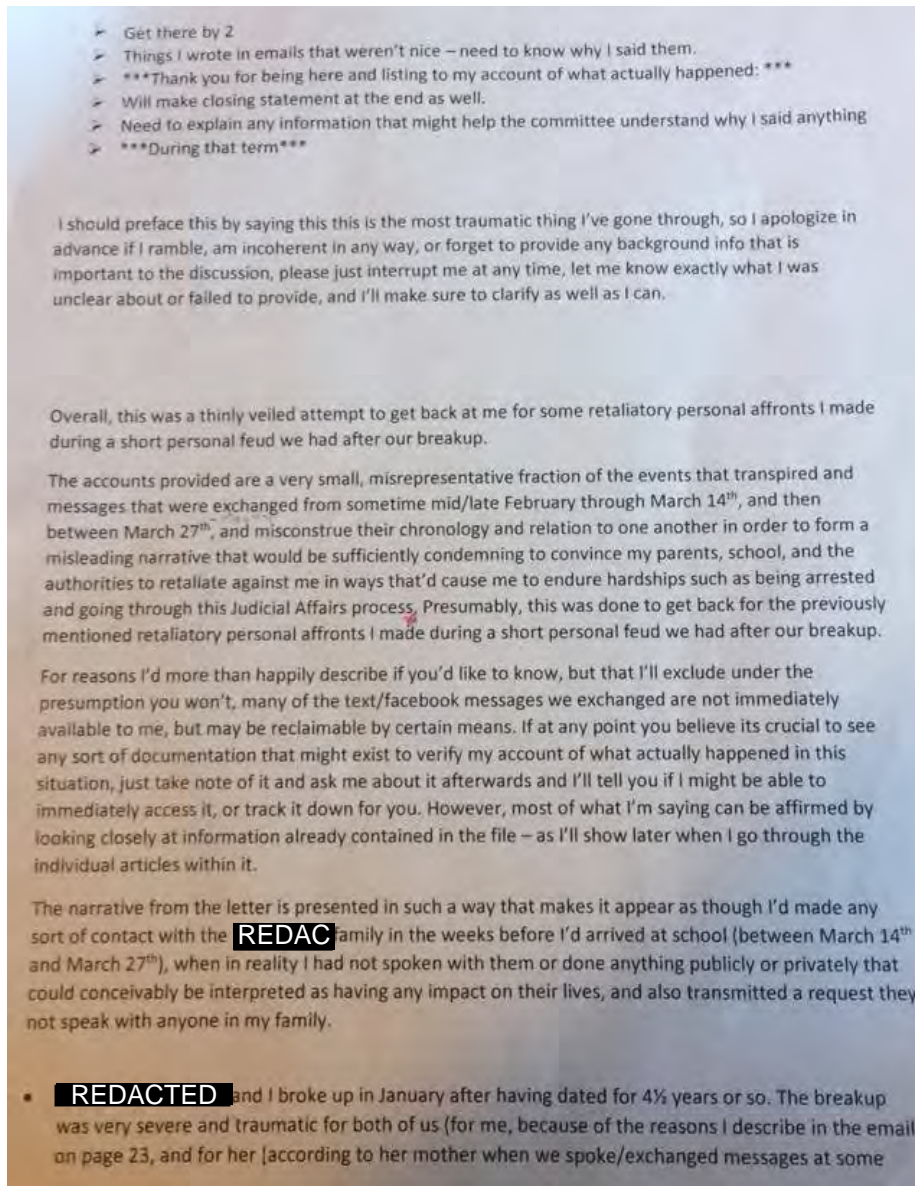 ➢ Get there by 2
➢ Things I wrote in emails that weren't nice – need to know why I said them.
➢ ***Thank you for being here and listing to my account of what actually happened: ***
➢ Will make closing statement at the end as well.
➢ Need to explain any information that might help the committee understand why I said anything
➢ ***During that term***
I should preface this by saying this this is the most traumatic thing I've gone through, so I apologize in
advance if I ramble, am incoherent in any way, or forget to provide any background info that is
important to the discussion, please just interrupt me at any time, let me know exactly what I was
unclear about or failed to provide, and I'll make sure to clarify as well as I can.
Overall, this was a thinly veiled attempt to get back at me for some retaliatory personal affronts I made
during a short personal feud we had after our breakup.
The accounts provided are a very small, misrepresentative fraction of the events that transpired and
messages that were exchanged from sometime mid/late February through March 14th, and then
between March 27th, and misconstrue their chronology and relation to one another in order to form a
misleading narrative that would be sufficiently condemning to convince my parents, school, and the
authorities to retaliate against me in ways that'd cause me to endure hardships such as being arrested
and going through this Judicial Affairs process, Presumably, this was done to get back for the previously
mentioned retaliatory personal affronts I made during a short personal feud we had after our breakup.
For reasons I'd more than happily describe if you'd like to know, but that I'll exclude under the
presumption you won't, many of the text/facebook messages we exchanged are not immediately
available to me, but may be reclaimable by certain means. If at any point you believe its crucial to see
any sort of documentation that might exist to verify my account of what actually happened in this
situation, just take note of it and ask me about it afterwards and I'll tell you if I might be able to
immediately access it, or track it down for you. However, most of what I'm saying can be affirmed by
looking closely at information already contained in the file – as I'll show later when I go through the
individual articles within it.
The narrative from the letter is presented in such a way that makes it appear as though I'd made any
sort of contact with the REDAC family in the weeks before I'd arrived at school (between March 14th
and March 27th), when in reality I had not spoken with them or done anything publicly or privately that
could conceivably be interpreted as having any impact on their lives, and also transmitted a request they
not speak with anyone in my family.
• REDACTED and I broke up in January after having dated for 4½ years or so. The breakup
was very severe and traumatic for both of us (for me, because of the reasons I describe in the email
on page 23, and for her [according to her mother when we spoke/exchanged messages at some